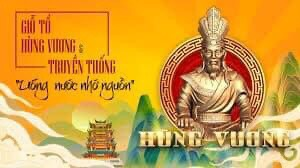 GIỖ TỔ
HÙNG VƯƠNG &
TRUYỀN THỐNG
"Uống nước nhớ nguồn"
HÙNG VƯƠNG